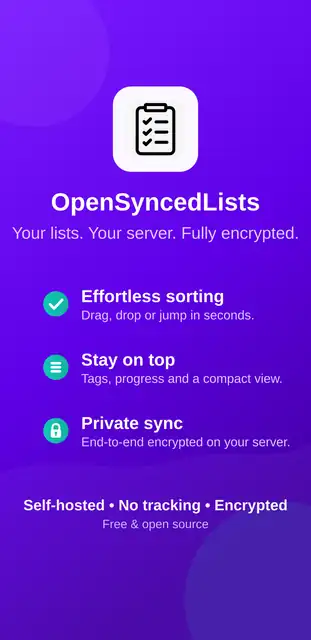 OpenSyncedLists
Your lists. Your server. Fully encrypted.
Effortless sorting
Drag, drop or jump in seconds.
Stay on top
Tags, progress and a compact view.
Private sync
End-to-end encrypted on your server.
Self-hosted • No tracking • Encrypted
Free & open source